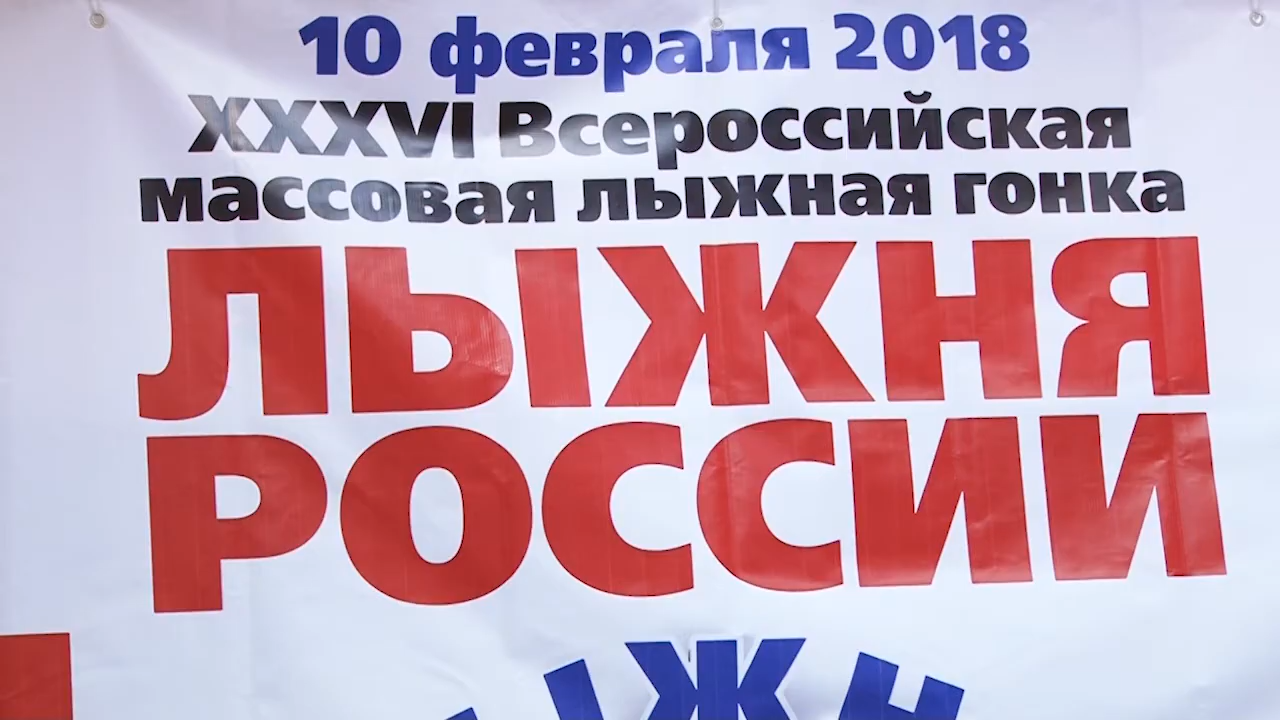 10 февраля 2018
XXXVI Всероссийская
массовая лыжная гонка
ЛЫЖНЯ
РОССИИ